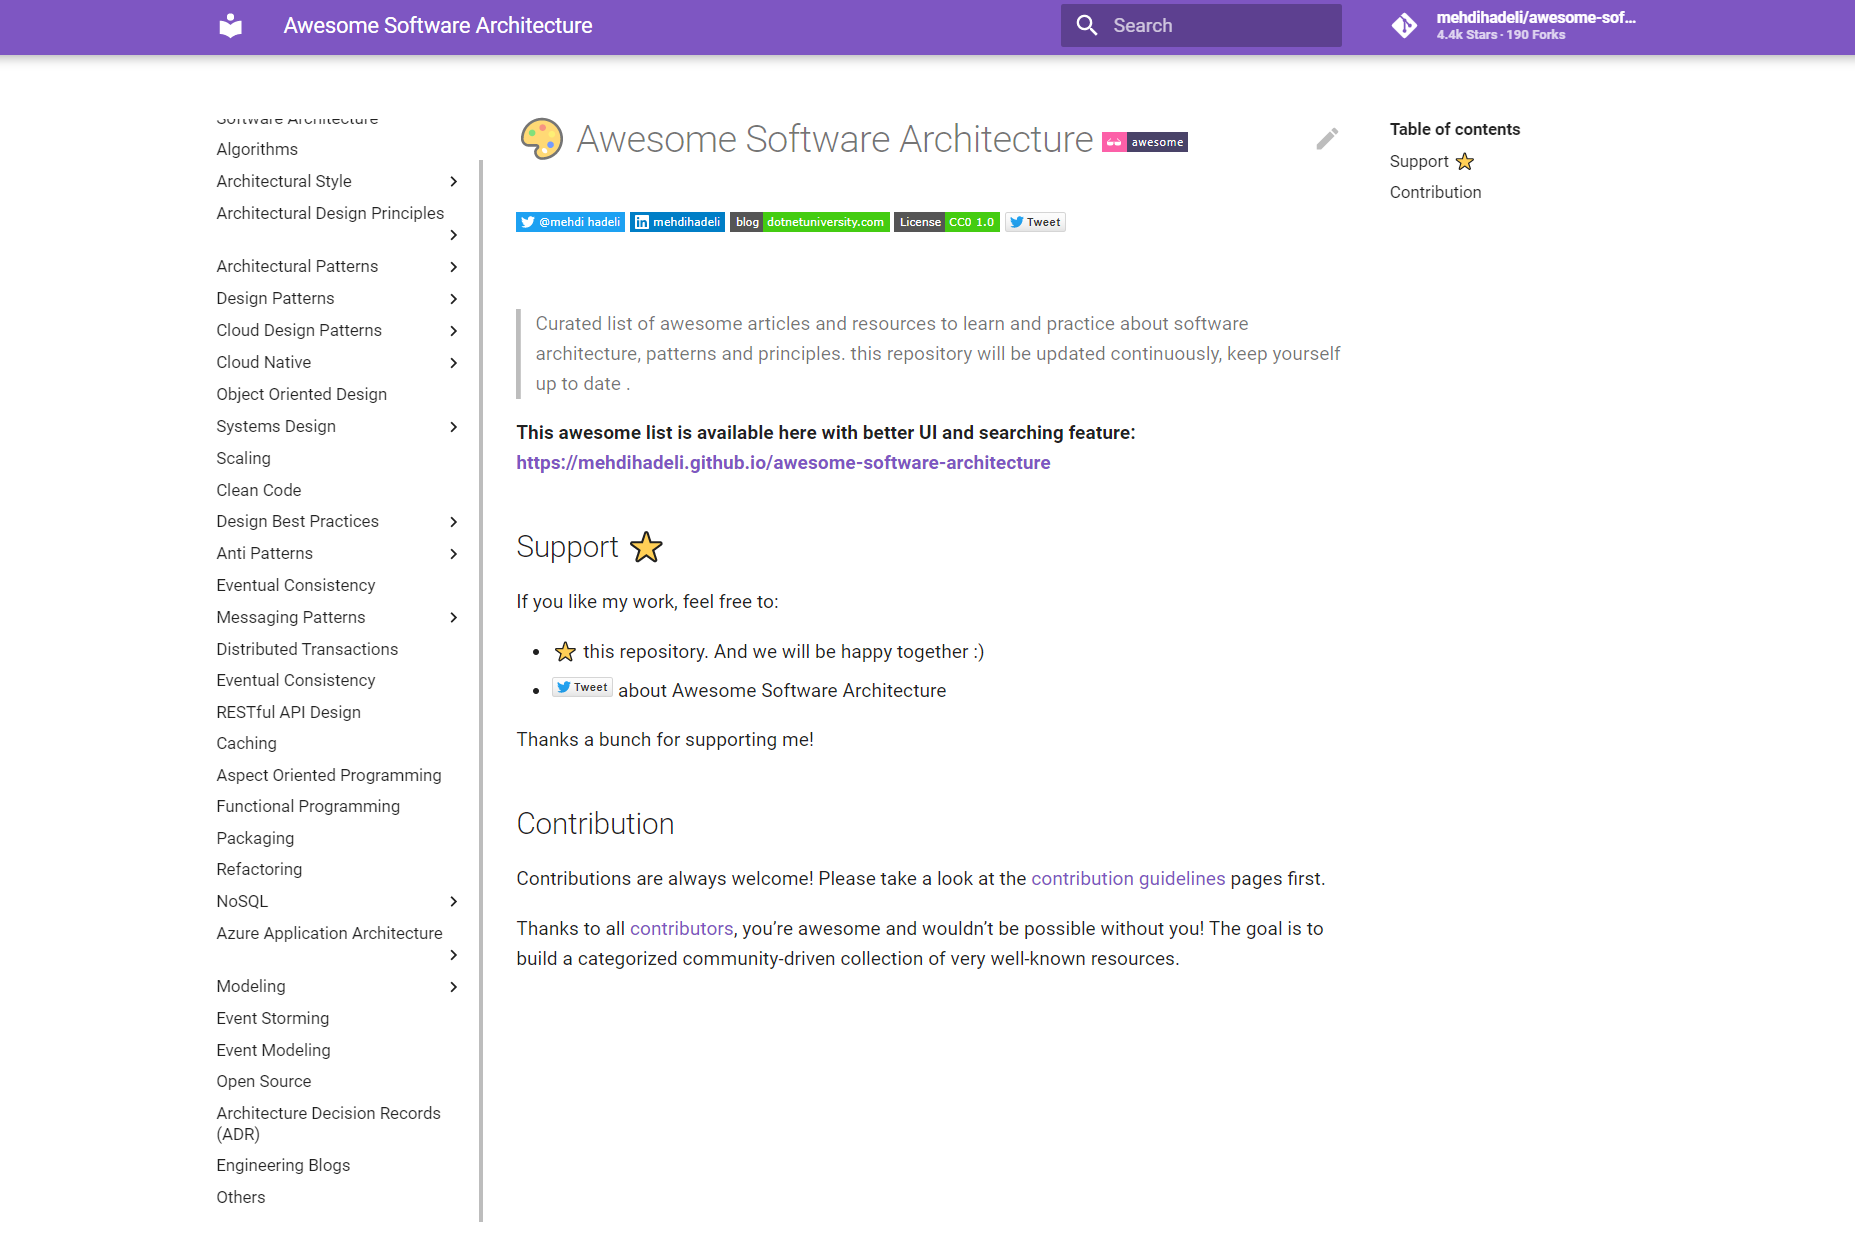 Awesome Software Architecture
Search
mehdihadeli/awesome-sof...
4.4k Stars · 190 Forks
Software Architecture
Algorithms
Architectural Style
Architectural Design Principles
Architectural Patterns
Design Patterns
Cloud Design Patterns
Cloud Native
Object Oriented Design
Systems Design
Scaling
Clean Code
Design Best Practices
Anti Patterns
Eventual Consistency
Messaging Patterns
Distributed Transactions
Eventual Consistency
RESTful API Design
Caching
Aspect Oriented Programming
Functional Programming
Packaging
Refactoring
NoSQL
Azure Application Architecture
Modeling
Event Storming
Event Modeling
Open Source
Architecture Decision Records
(ADR)
Engineering Blogs
Others
Awesome Software Architecture awesome
@mehdi hadeli mehdihadeli blog dotnetuniversity.com License CC0 1.0 Tweet
Curated list of awesome articles and resources to learn and practice about software
architecture, patterns and principles. this repository will be updated continuously, keep yourself
up to date .
This awesome list is available here with better UI and searching feature:
https://mehdihadeli.github.io/awesome-software-architecture
Support
If you like my work, feel free to:
this repository. And we will be happy together :)
Tweet about Awesome Software Architecture
Thanks a bunch for supporting me!
Contribution
Contributions are always welcome! Please take a look at the contribution guidelines pages first.
Thanks to all contributors, you’re awesome and wouldn’t be possible without you! The goal is to
build a categorized community-driven collection of very well-known resources.
Table of contents
Support
Contribution